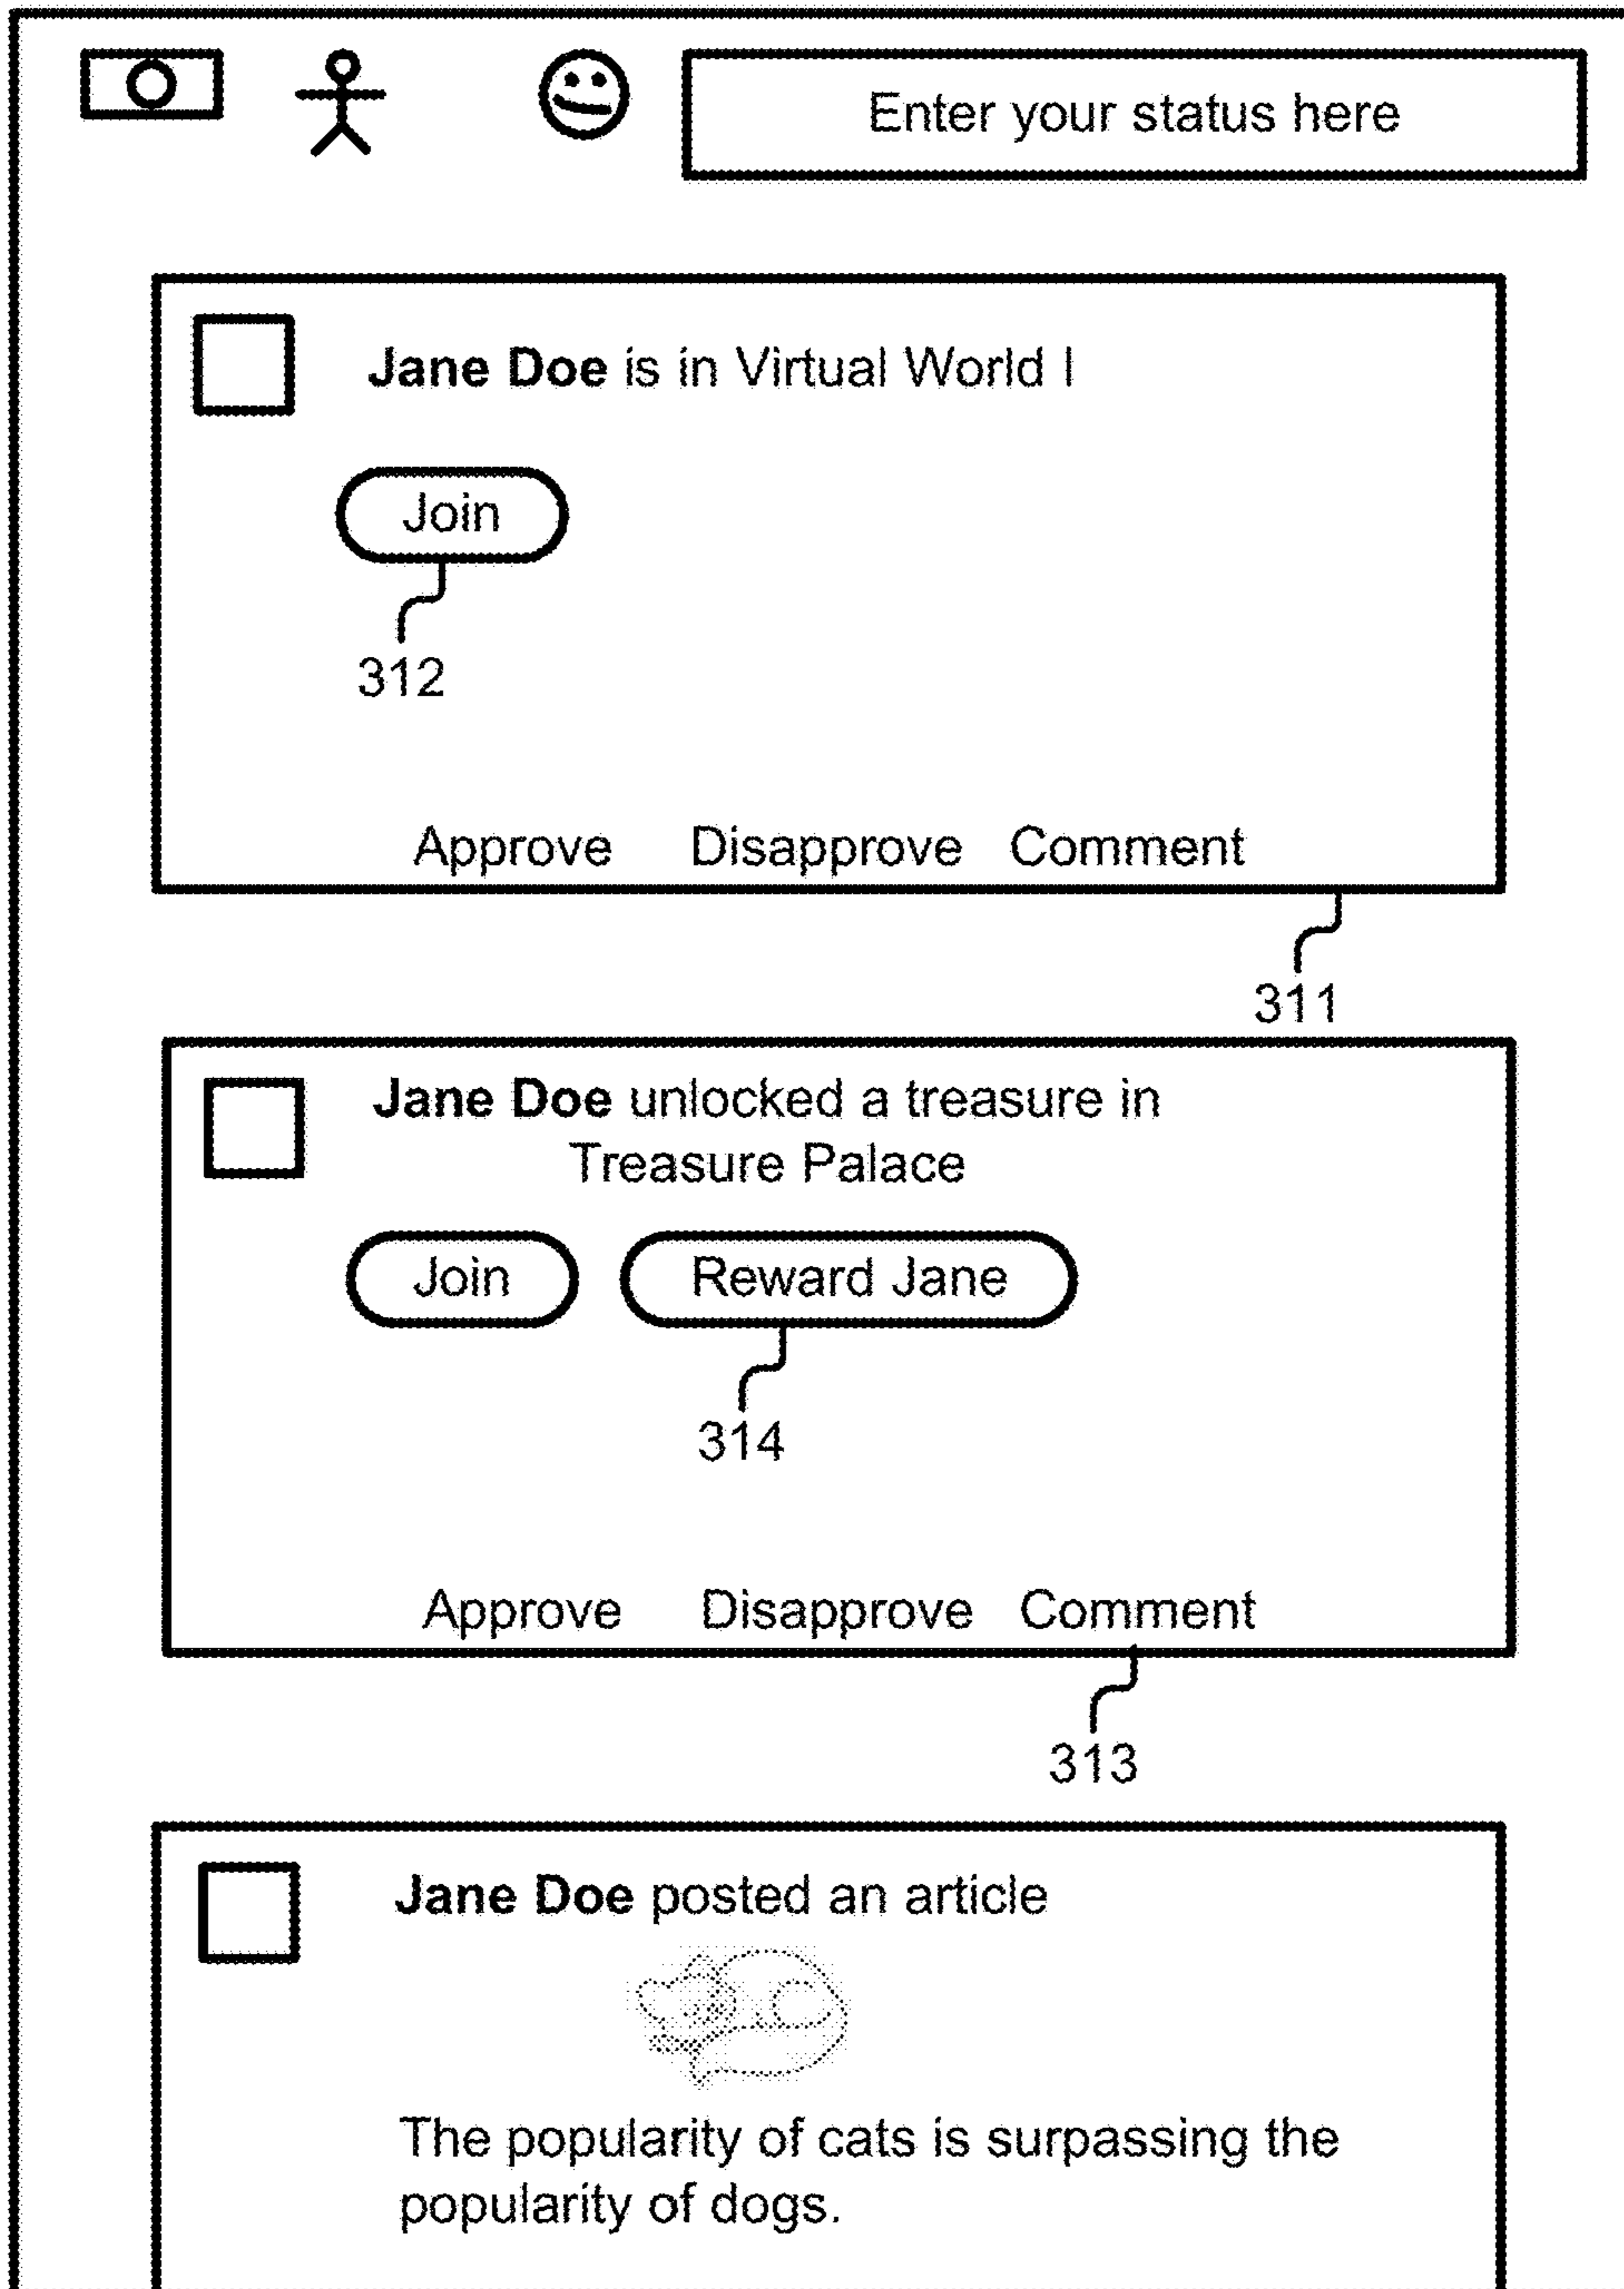 Enter your status here
Jane Doe is in Virtual World I
Join
312
Approve Disapprove Comment
311
Jane Doe unlocked a treasure in
Treasure Palace
Join Reward Jane
314
Approve Disapprove Comment
313
Jane Doe posted an article
The popularity of cats is surpassing the
popularity of dogs.